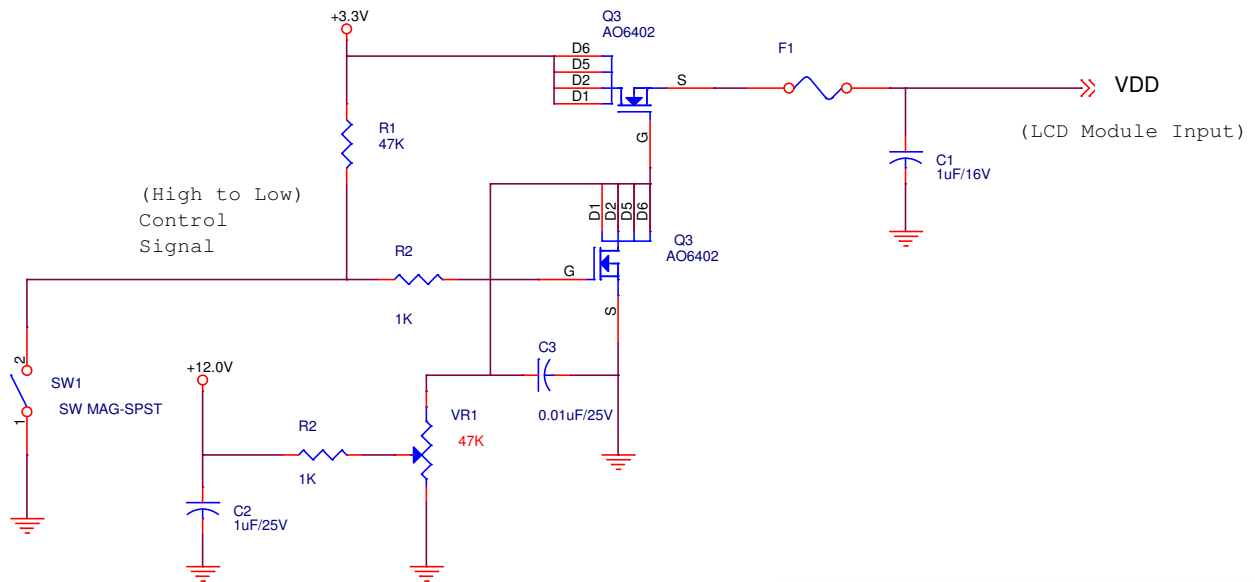 +3.3V
Q3
AO6402
D6
D5
D2
D1
S
G
F1
VDD
(LCD Module Input)
R1
47K
C1
1uF/16V
(High to Low)
Control
Signal
D1
D2
D5
D6
Q3
AO6402
R2
G
1K
S
2
SW1
SW MAG-SPST
1
+12.0V
C3
0.01uF/25V
VR1
47K
R2
1K
C2
1uF/25V